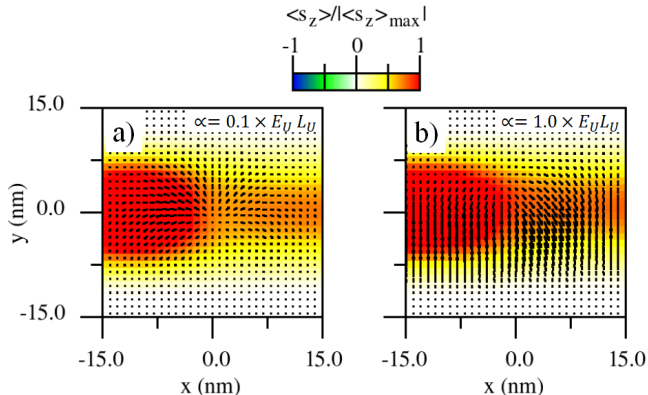 <s_z>/|<s_z>_max|
-1 0 1
a) ∝= 0.1 × E_U L_U
b) ∝= 1.0 × E_U L_U
15.0
0.0
-15.0
y (nm)
-15.0 0.0 15.0
x (nm)
-15.0 0.0 15.0
x (nm)